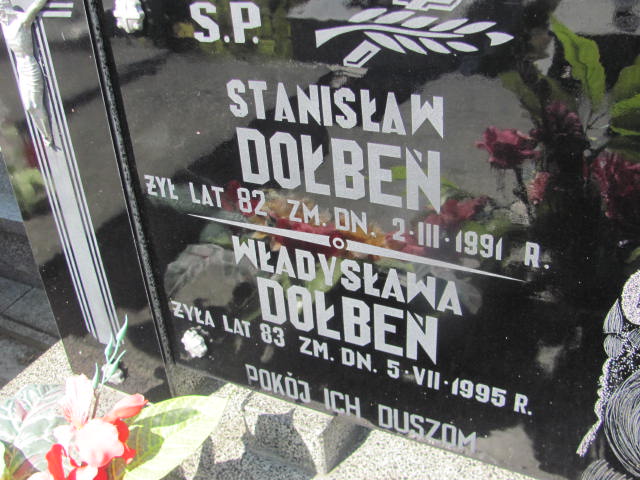 S.P.
STANISŁAW
DOŁBEŃ
ŻYŁ LAT 82 ZM. DN. 2-III-1991 R.
WŁADYSŁAWA
DOŁBEŃ
ŻYŁA LAT 83 ZM. DN. 5-VII-1995 R.
POKÓJ ICH DUSZOM